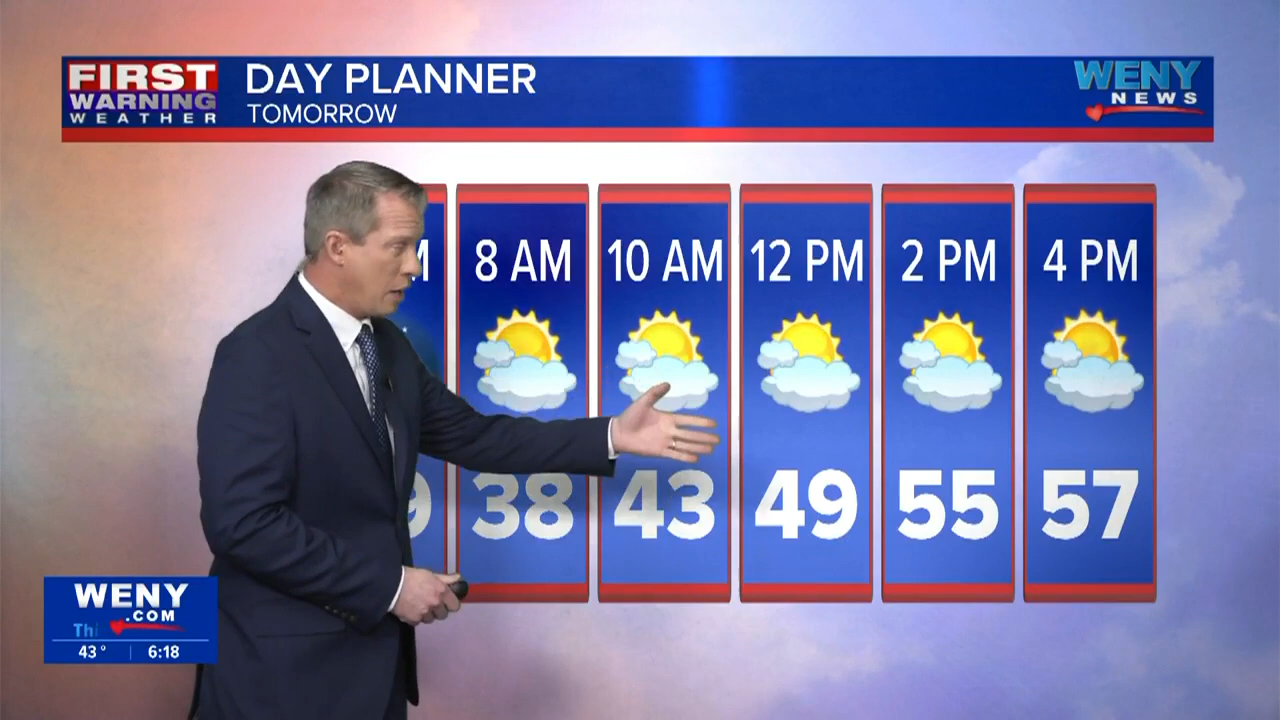 FIRST
WARNING
WEATHER
DAY PLANNER
TOMORROW
WENY
NEWS
8 AM
10 AM
12 PM
2 PM
4 PM
38
43
49
55
57
WENY
.COM
43° 6:18